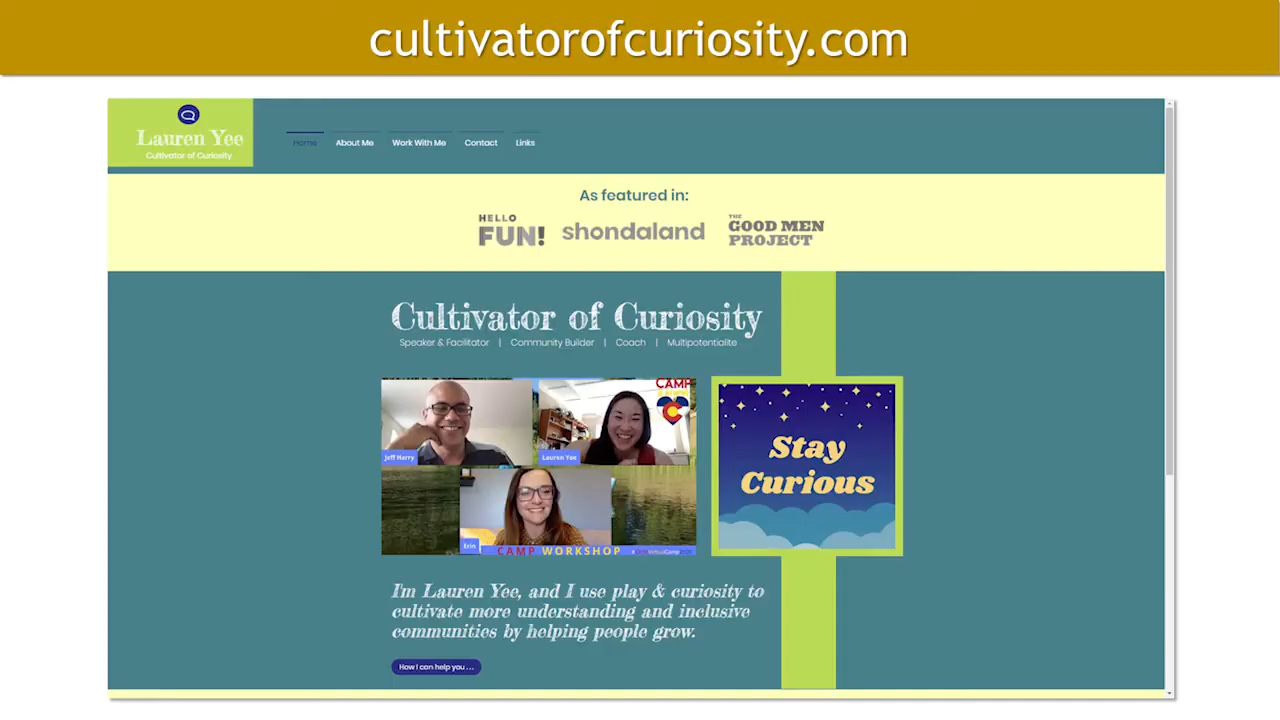 cultivatorofcuriosity.com
Lauren Yee
Cultivator of Curiosity
Home
About Me
Work With Me
Contact
Links
As featured in:
HELLO
FUN!
shondaland
THE
GOOD MEN
PROJECT
Cultivator of Curiosity
Speaker & Facilitator | Community Builder | Coach | Multipotentialite
CAMP
Jeff Harry
Lauren Yee
Erin
CAMP WORKSHOP
Stay
Curious
I'm Lauren Yee, and I use play & curiosity to
cultivate more understanding and inclusive
communities by helping people grow.
How I can help you ...